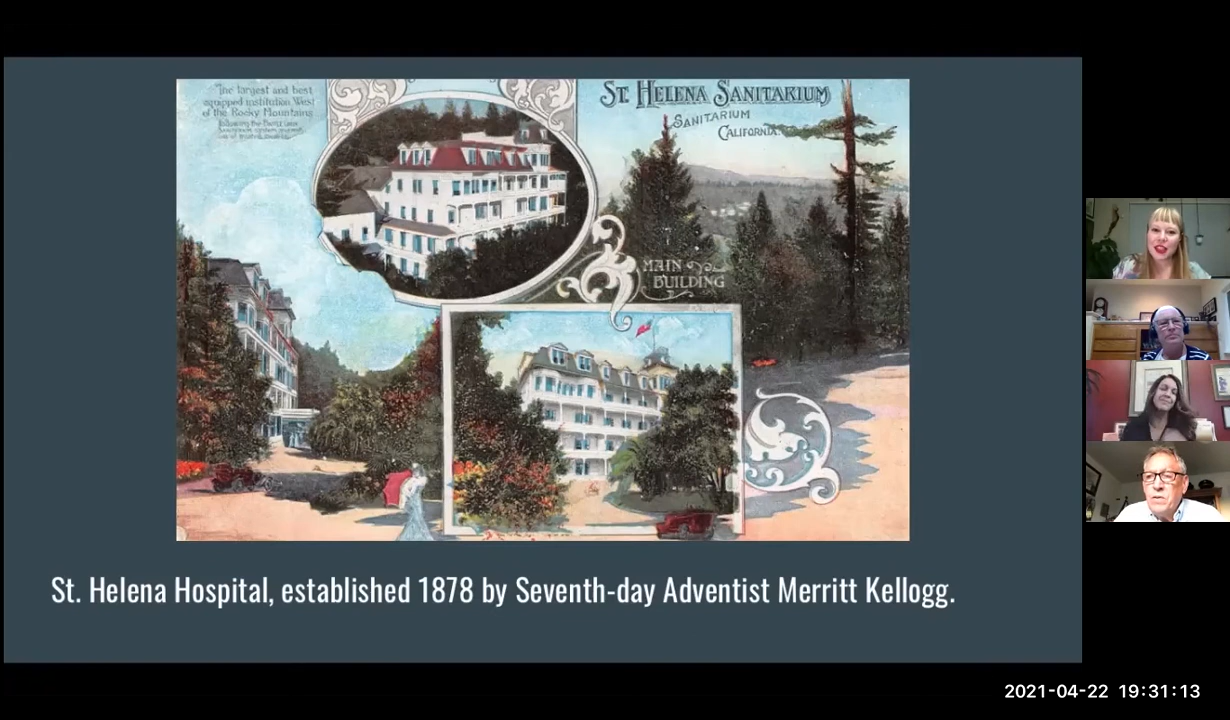 "The largest and best
equipped institution West
of the Rocky Mountains
ST. HELENA SANITARIUM
SANITARIUM
CALIFORNIA.
MAIN
BUILDING
St. Helena Hospital, established 1878 by Seventh-day Adventist Merritt Kellogg.
2021-04-22 19:31:13